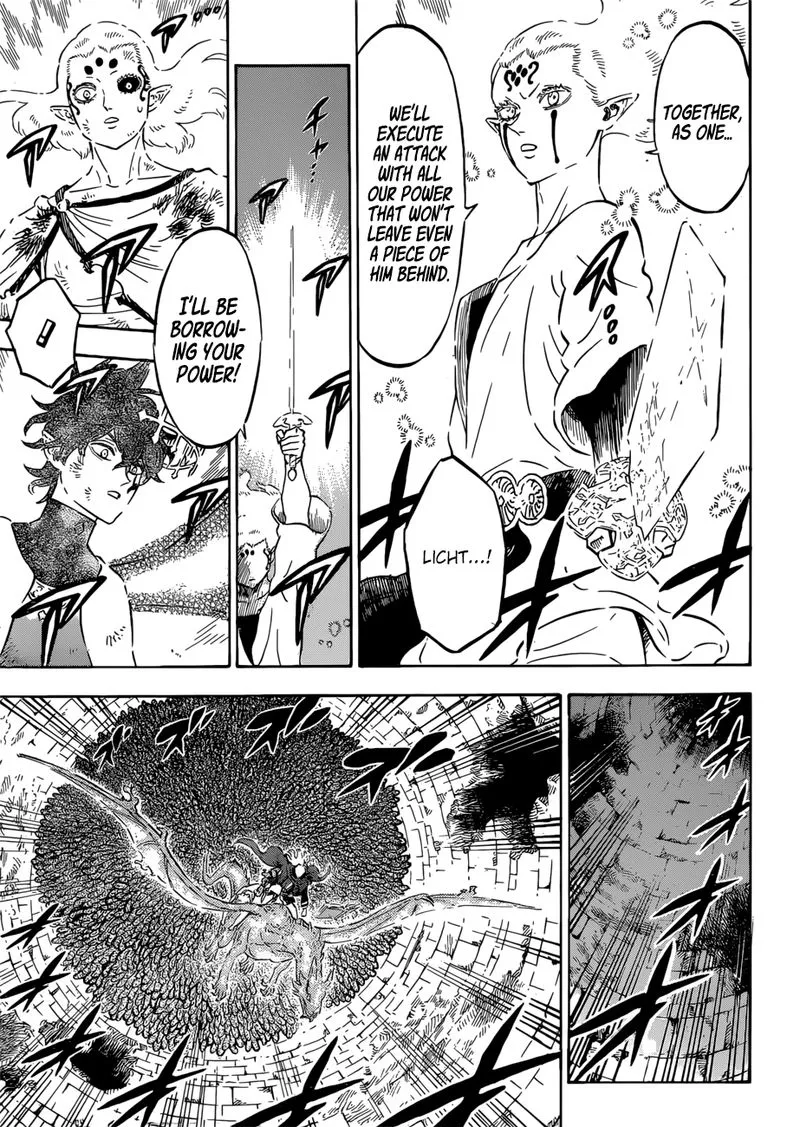 TOGETHER,
AS ONE...
WE'LL
EXECUTE
AN ATTACK
WITH ALL
OUR POWER
THAT WON'T
LEAVE EVEN
A PIECE OF
HIM BEHIND.
LICHT...!
I'LL BE
BORROW-
ING YOUR
POWER!
!